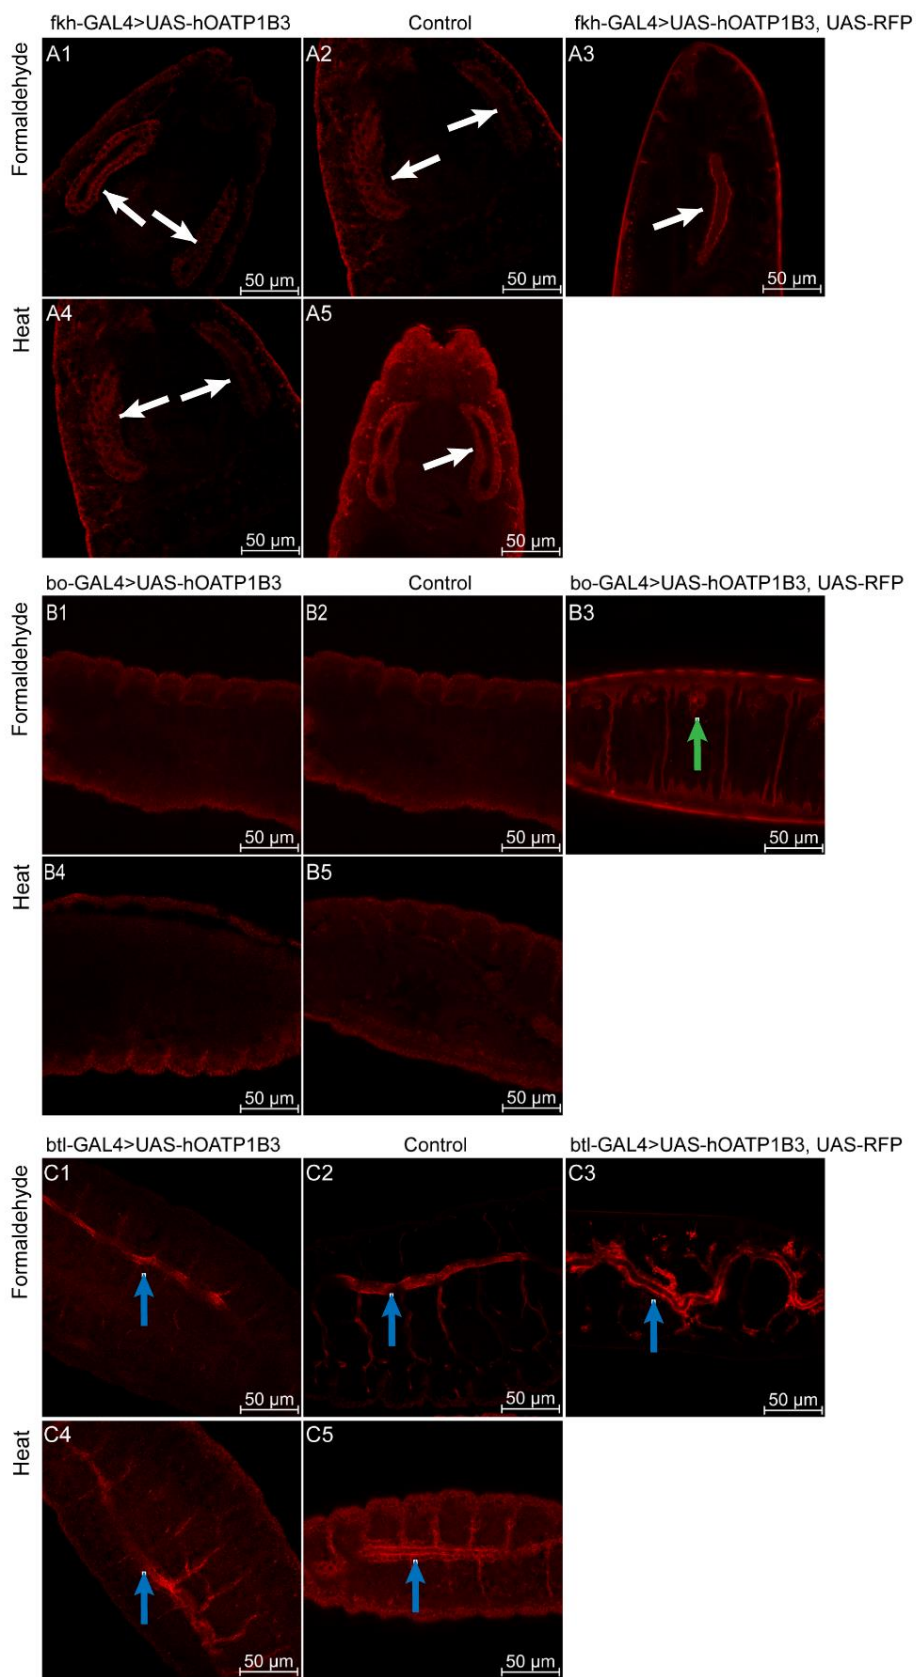 fkh-GAL4>UAS-hOATP1B3 Control fkh-GAL4>UAS-hOATP1B3, UAS-RFP
Formaldehyde
A1 A2 A3
50 µm 50 µm 50 µm
Heat
A4 A5
50 µm 50 µm
bo-GAL4>UAS-hOATP1B3 Control bo-GAL4>UAS-hOATP1B3, UAS-RFP
Formaldehyde
B1 B2 B3
50 µm 50 µm 50 µm
Heat
B4 B5
50 µm 50 µm
btl-GAL4>UAS-hOATP1B3 Control btl-GAL4>UAS-hOATP1B3, UAS-RFP
Formaldehyde
C1 C2 C3
50 µm 50 µm 50 µm
Heat
C4 C5
50 µm 50 µm